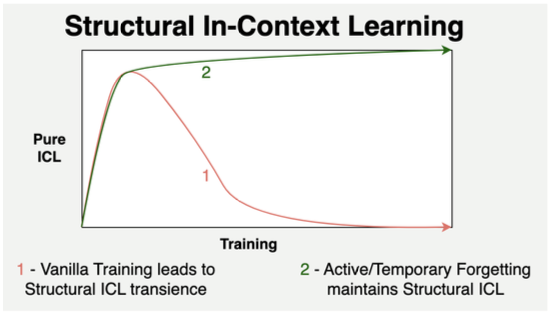 Structural In-Context Learning
2
Pure
ICL
1
Training
1 - Vanilla Training leads to
Structural ICL transience
2 - Active/Temporary Forgetting
maintains Structural ICL